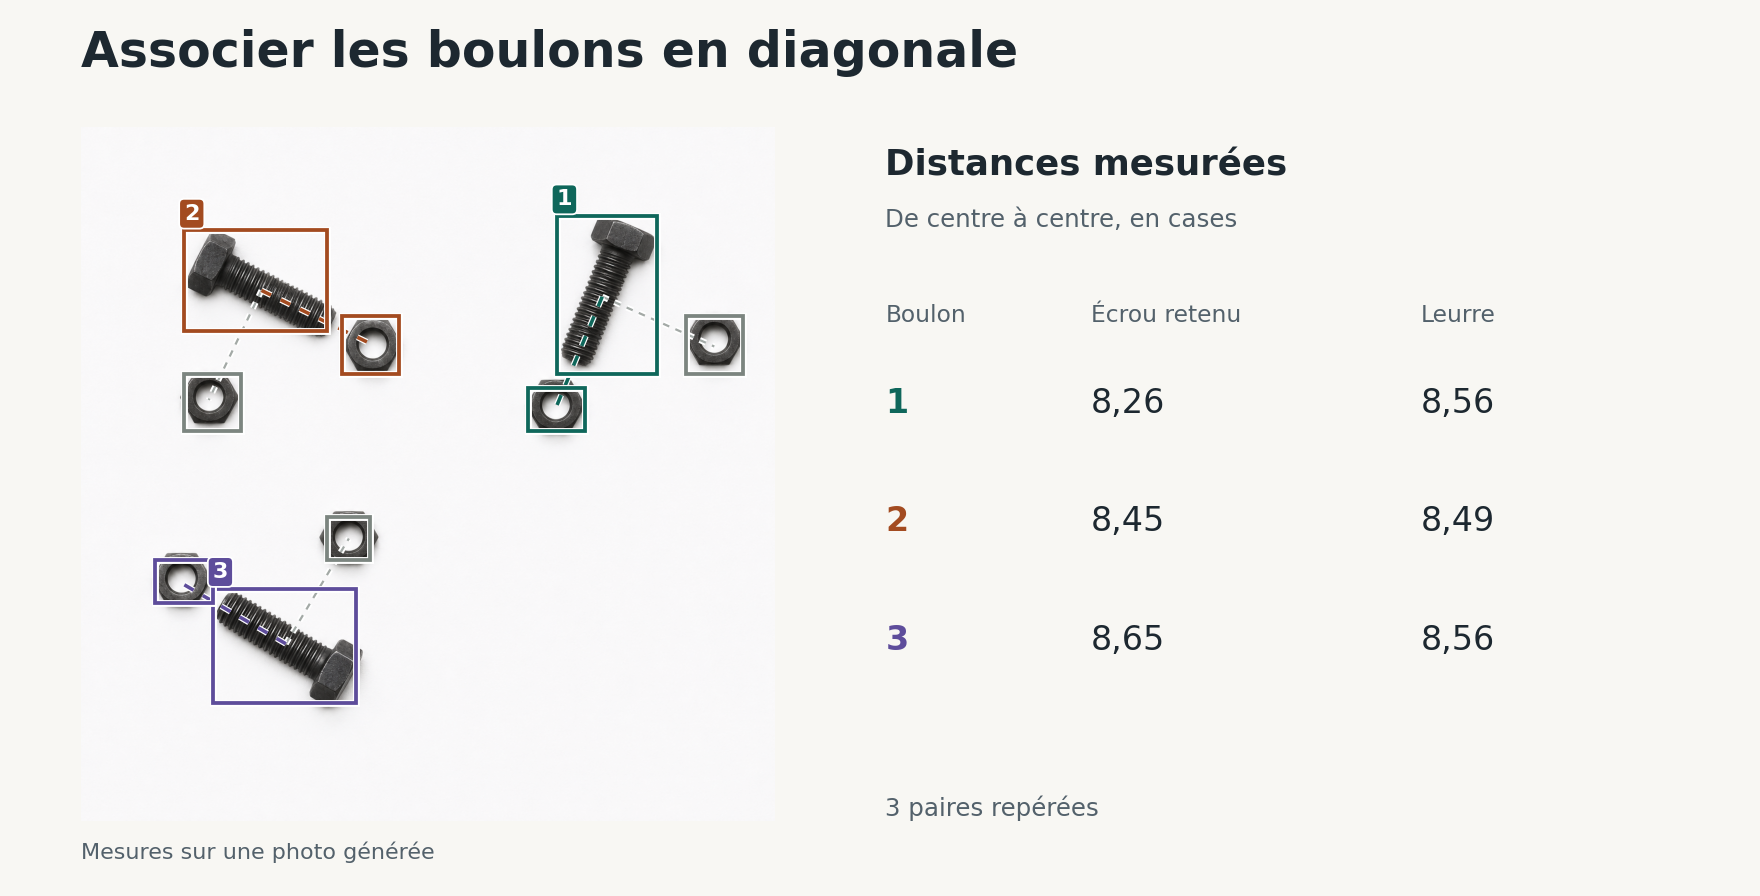 Associer les boulons en diagonale
2
1
3
Mesures sur une photo générée
Distances mesurées
De centre à centre, en cases
Boulon Écrou retenu Leurre
1 8,26 8,56
2 8,45 8,49
3 8,65 8,56
3 paires repérées